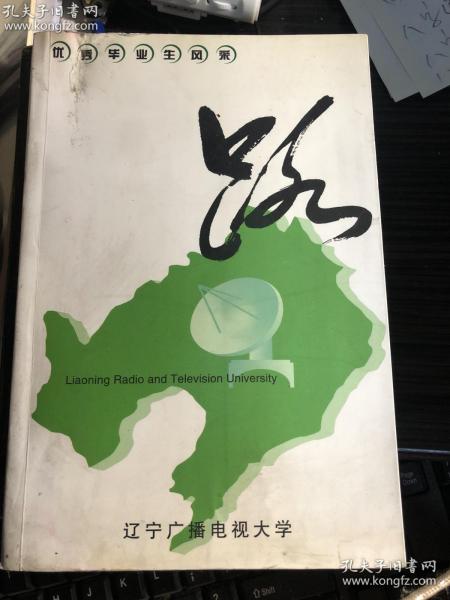 孔夫子旧书网
www.kongfz.com
优秀毕业生风采
路
Liaoning Radio and Television University
辽宁广播电视大学
孔夫子旧书网
www.kongfz.com
Shift